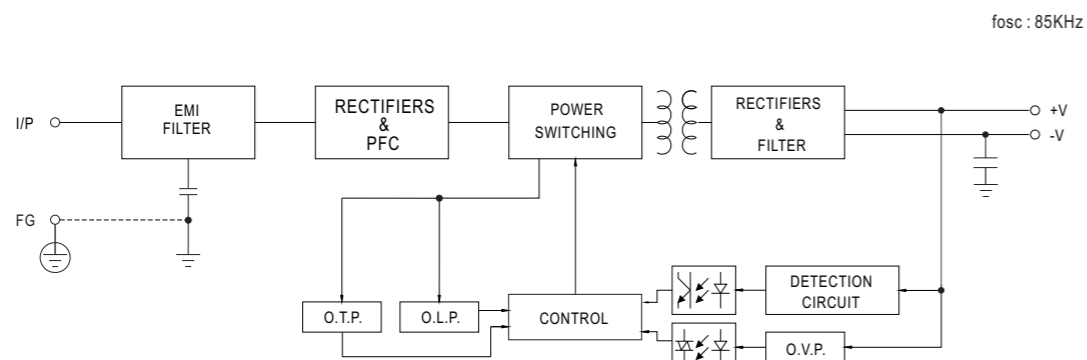 fosc : 85KHz
I/P
EMI
FILTER
RECTIFIERS
&
PFC
POWER
SWITCHING
RECTIFIERS
&
FILTER
+V
-V
FG
O.T.P.
O.L.P.
CONTROL
DETECTION
CIRCUIT
O.V.P.